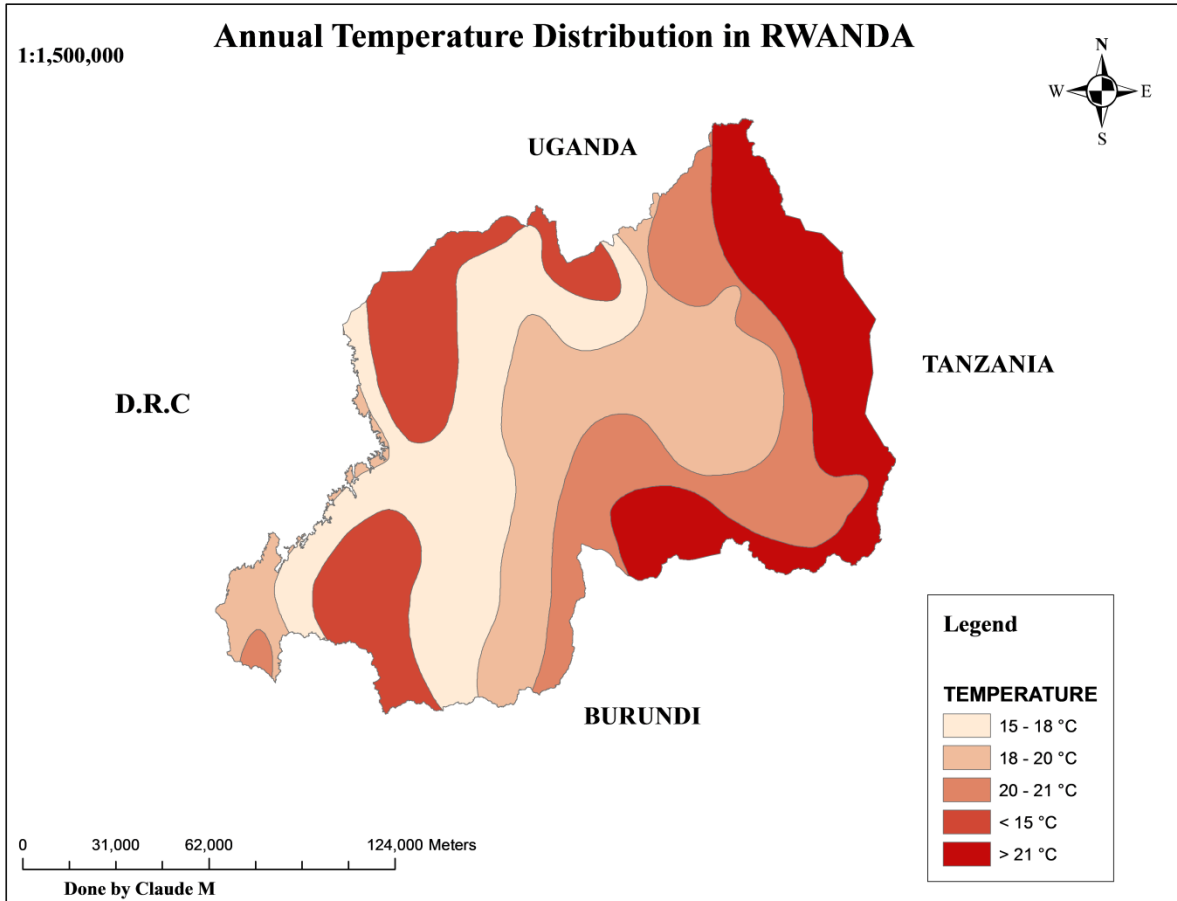 Annual Temperature Distribution in RWANDA
1:1,500,000
N
W E
S
UGANDA
TANZANIA
D.R.C
BURUNDI
Legend
TEMPERATURE
15 - 18 °C
18 - 20 °C
20 - 21 °C
< 15 °C
> 21 °C
0 31,000 62,000 124,000 Meters
Done by Claude M